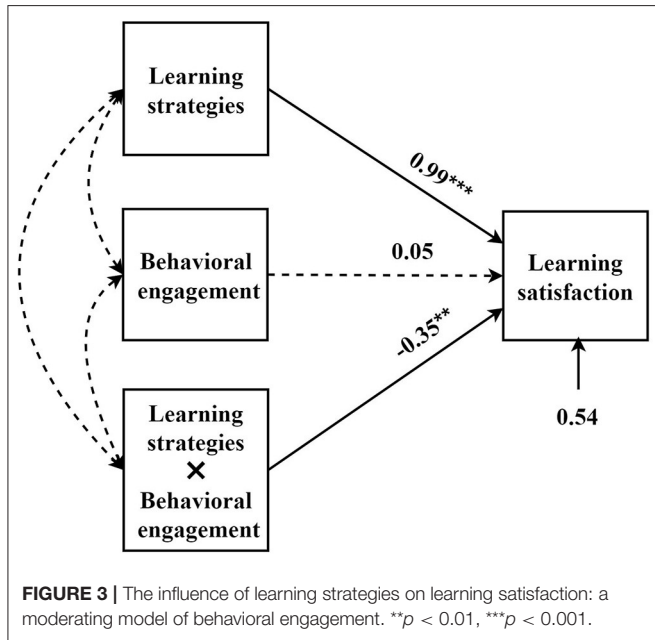 Learning
strategies
0.99***
Behavioral
engagement
0.05
Learning
satisfaction
-0.35**
Learning
strategies
×
Behavioral
engagement
0.54
FIGURE 3 | The influence of learning strategies on learning satisfaction: a
moderating model of behavioral engagement. **p < 0.01, ***p < 0.001.